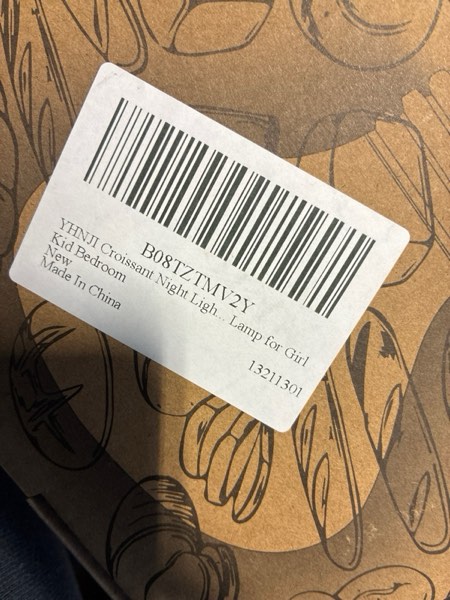 B08TZTMV2Y
YHNJI Croissant Night Ligh... Lamp for Girl
Kid Bedroom
New
Made In China
13211301